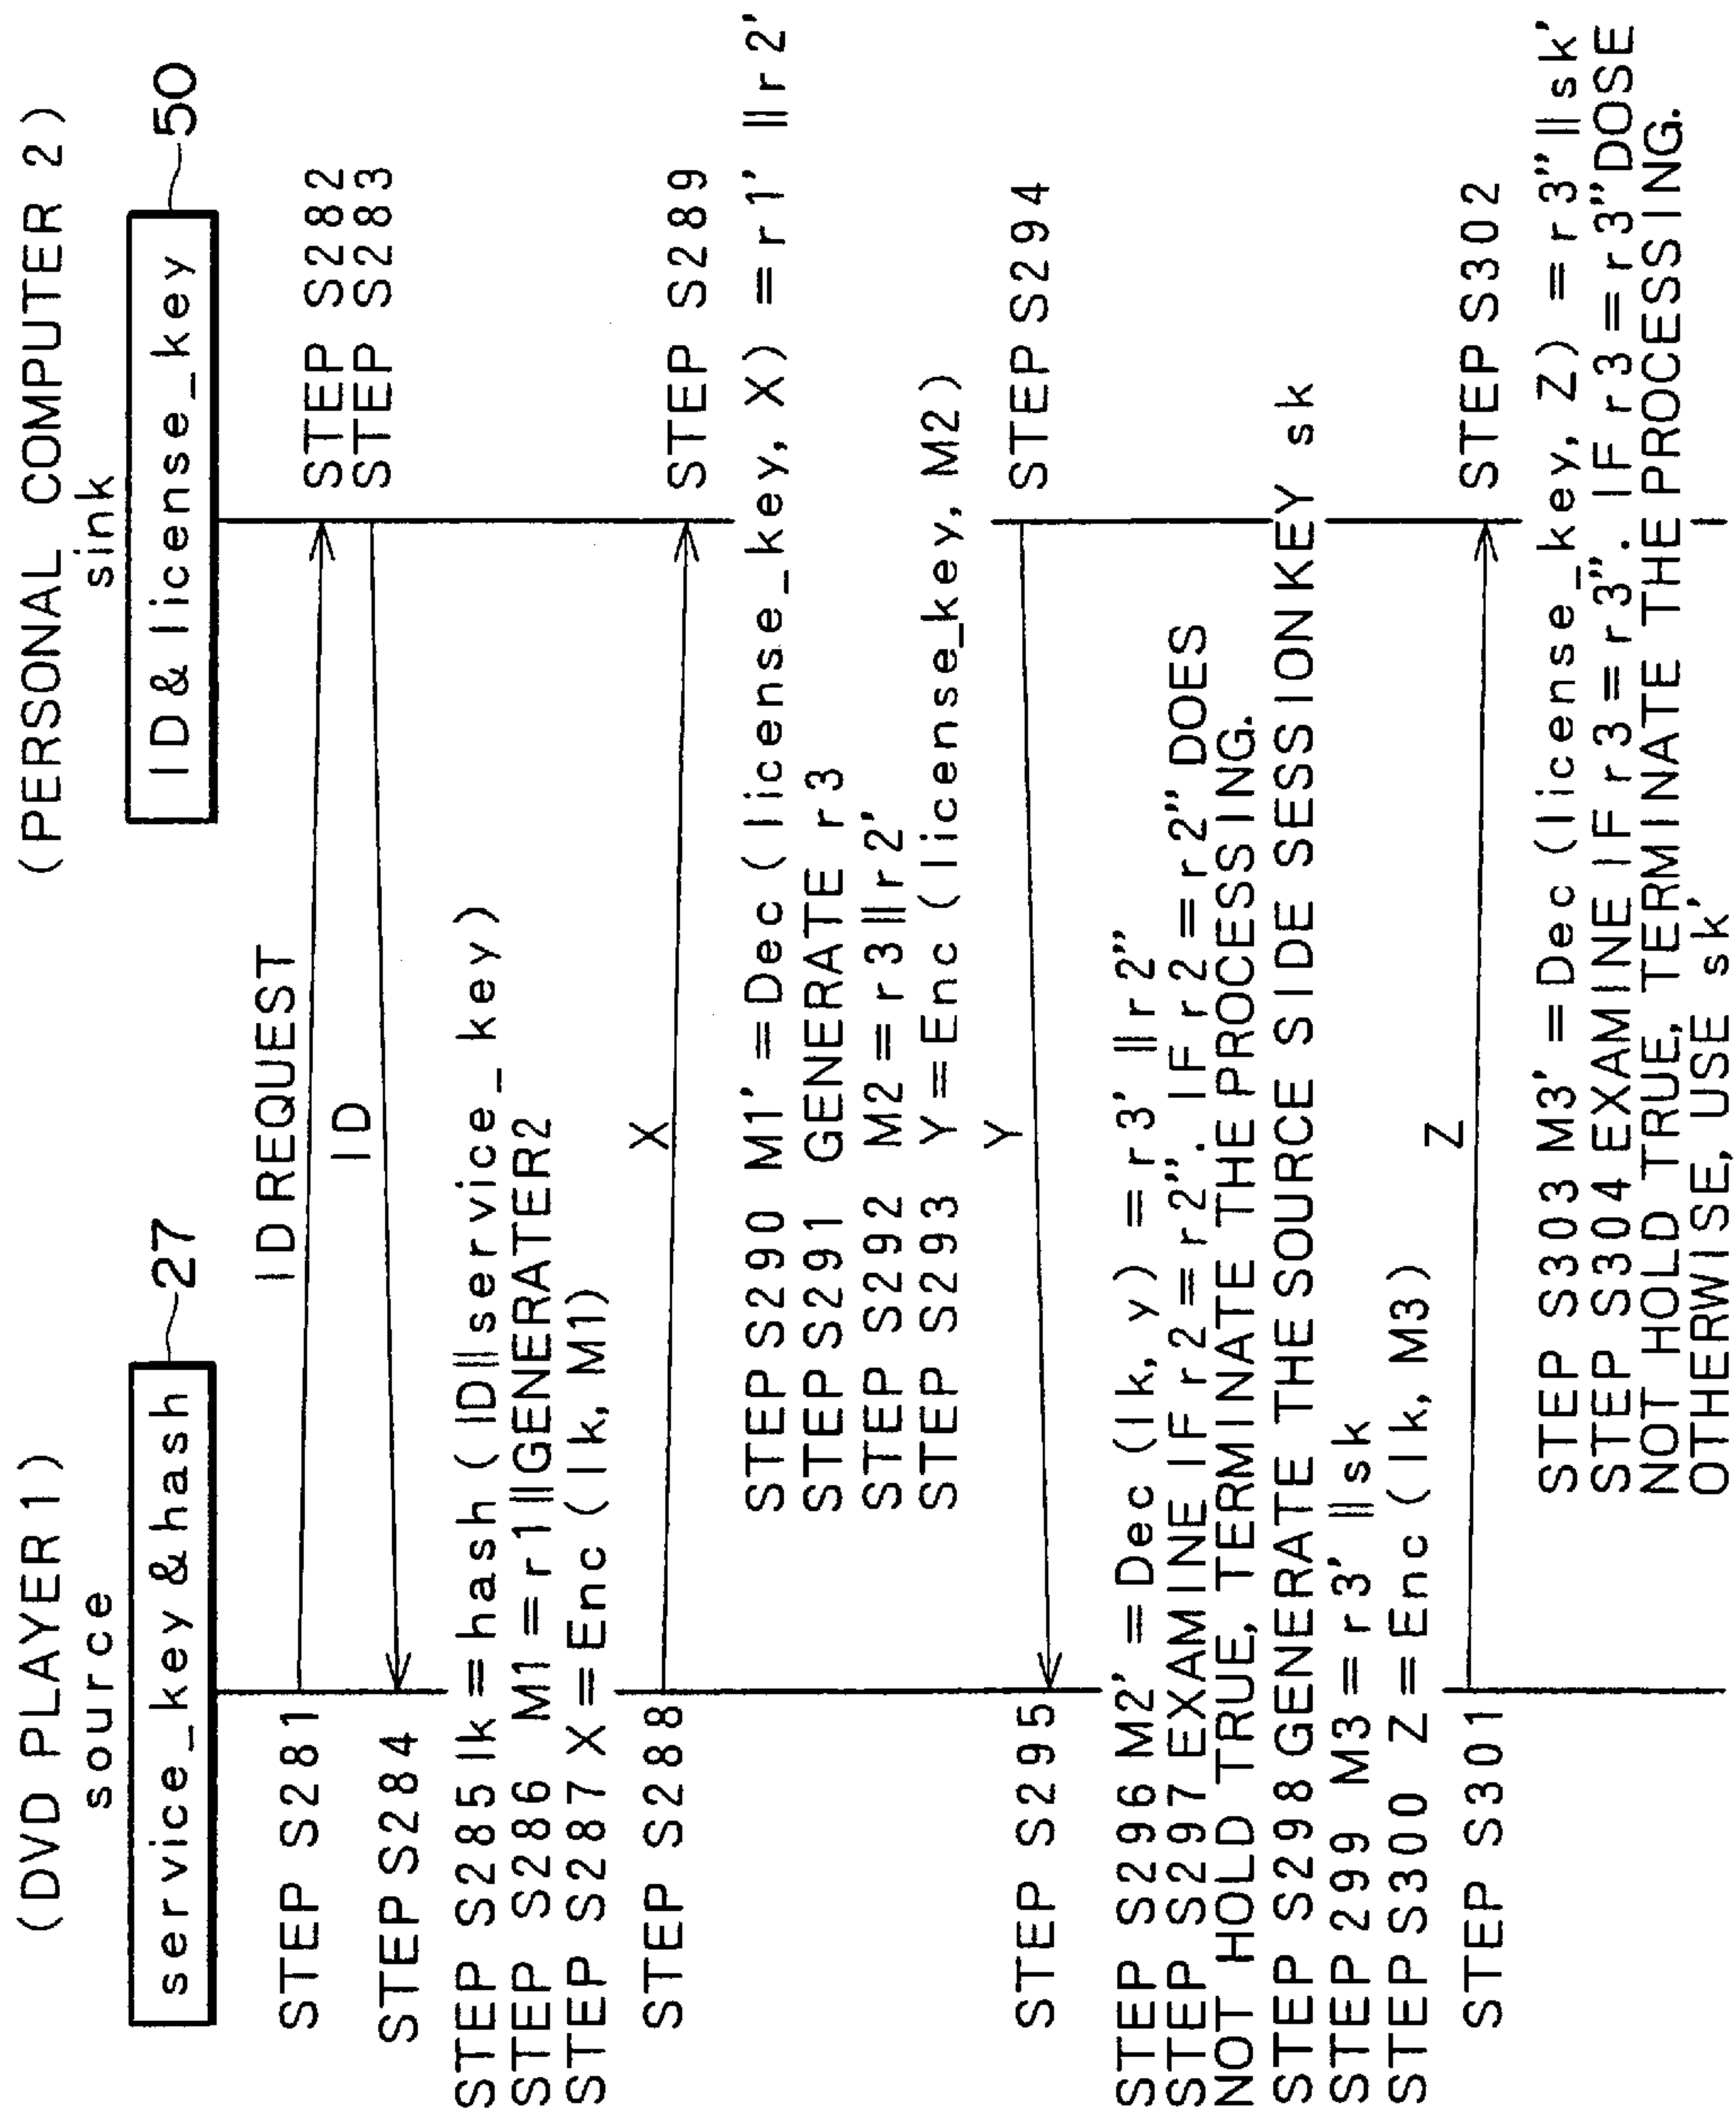 (DVD PLAYER 1)
source
service_key & hash
27
(PERSONAL COMPUTER 2)
sink
ID & license_key
50
STEP S281
ID REQUEST
STEP S282
STEP S283
ID
STEP S284
STEP S285 lk = hash (ID || service_key)
STEP S286 M1 = r1 || GENERATER2
STEP S287 X = Enc (lk, M1)
STEP S288
X
STEP S289
STEP S290 M1' = Dec (license_key, X) = r1' || r2'
STEP S291 GENERATE r3
STEP S292 M2 = r3 || r2'
STEP S293 Y = Enc (license_key, M2)
Y
STEP S294
STEP S295
STEP S296 M2' = Dec (lk, y) = r3' || r2"
STEP S297 EXAMINE IF r2 = r2". IF r2 = r2" DOES
NOT HOLD TRUE, TERMINATE THE PROCESSING.
STEP S298 GENERATE THE SOURCE SIDE SESSION KEY sk
STEP 299 M3 = r3' || sk
STEP S300 Z = Enc (lk, M3)
STEP S301
Z
STEP S302
STEP S303 M3' = Dec (license_key, Z) = r3" || sk'
STEP S304 EXAMINE IF r3 = r3". IF r3 = r3" DOSE
NOT HOLD TRUE, TERMINATE THE PROCESSING.
OTHERWISE, USE sk'